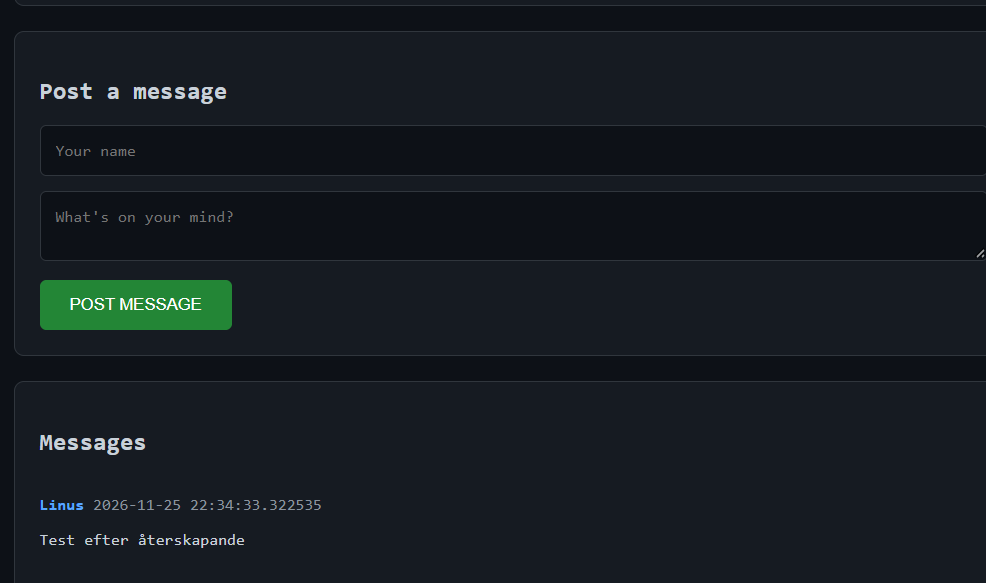 Post a message
Your name
What's on your mind?
POST MESSAGE
Messages
Linus 2026-11-25 22:34:33.322535
Test efter återskapande